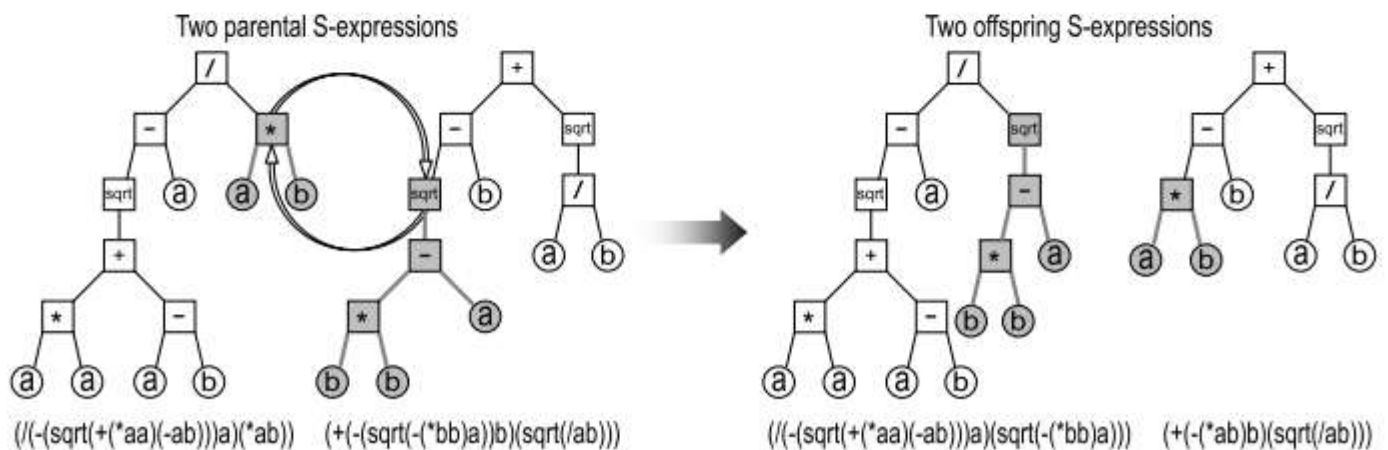 Two parental S-expressions
Two offspring S-expressions
/ + / +
- * - sqrt - sqrt - sqrt
sqrt a a b sqrt b / sqrt a - * b /
+ - a b + * a a b a b
* - * a * - b b
a a a b b b a a a b
(/(-(sqrt(+(*aa)(-ab)))a)(*ab))
(+(-(sqrt(-(*bb)a))b)(sqrt(/ab)))
(/(-(sqrt(+(*aa)(-ab)))a)(sqrt(-(*bb)a)))
(+(-(*ab)b)(sqrt(/ab)))